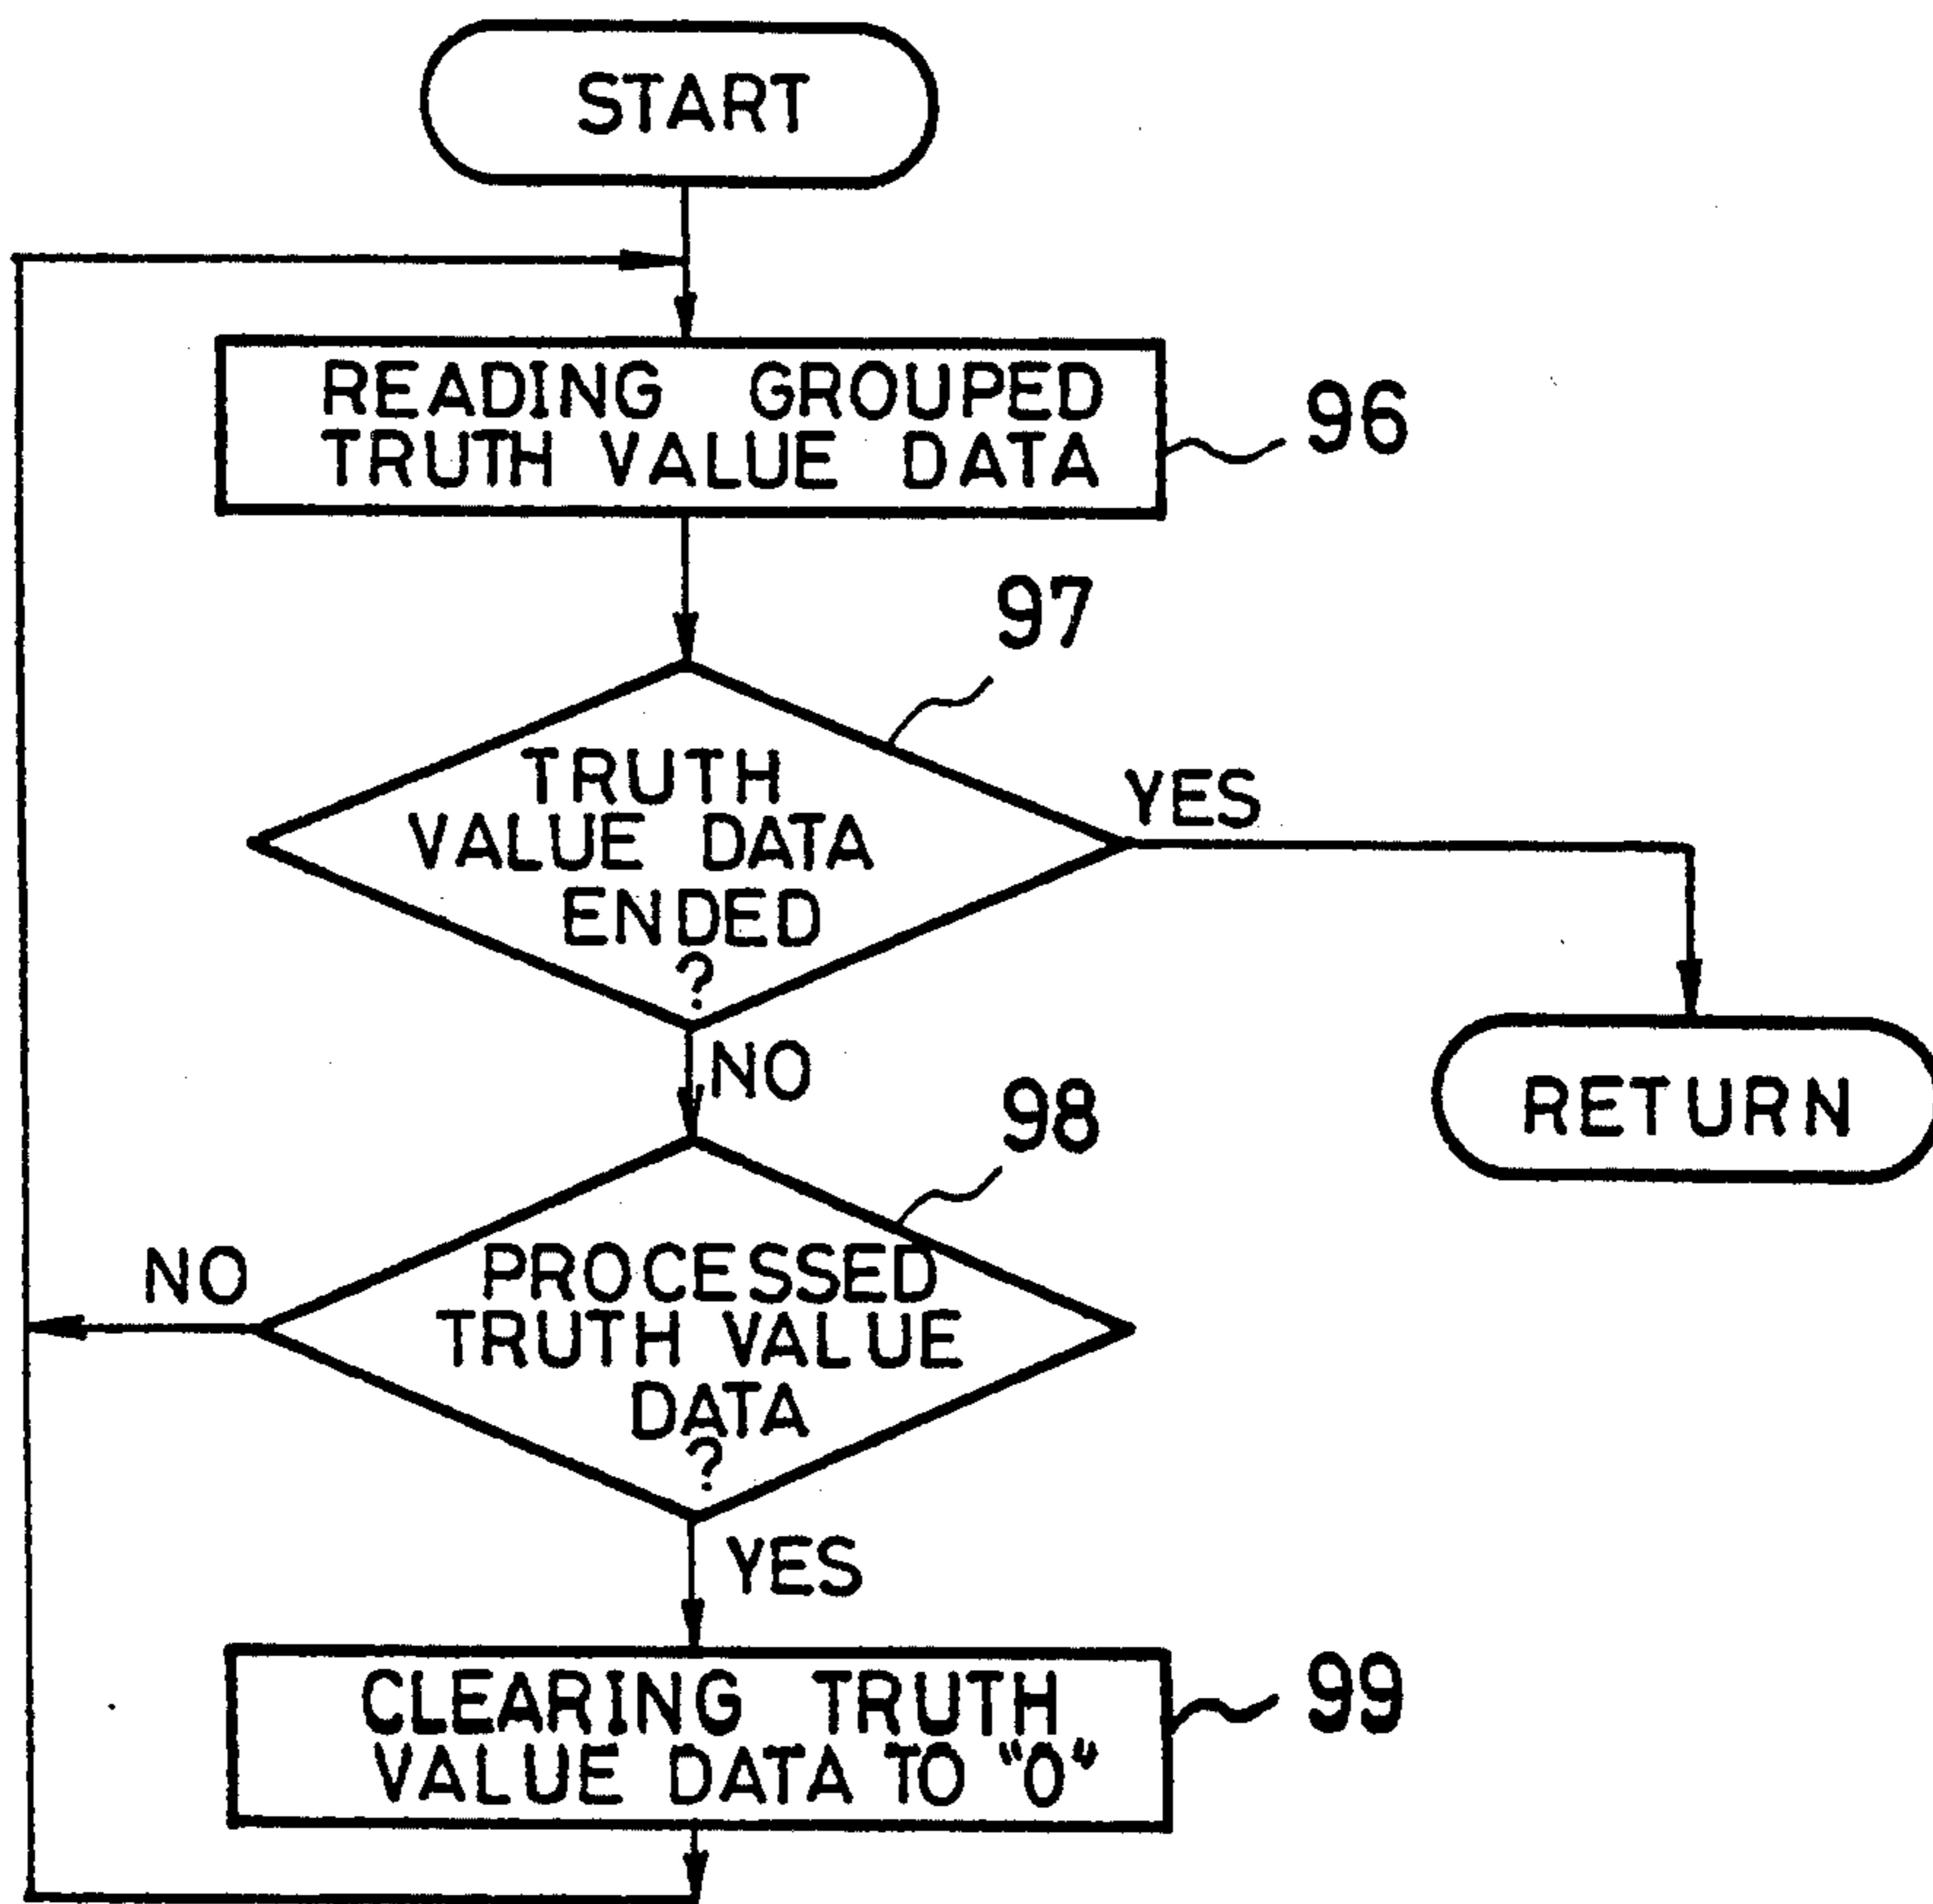 START
READING GROUPED
TRUTH VALUE DATA
96
97
TRUTH
VALUE DATA
ENDED
?
YES
NO
RETURN
98
NO
PROCESSED
TRUTH VALUE
DATA
?
YES
CLEARING TRUTH
VALUE DATA TO "0"
99